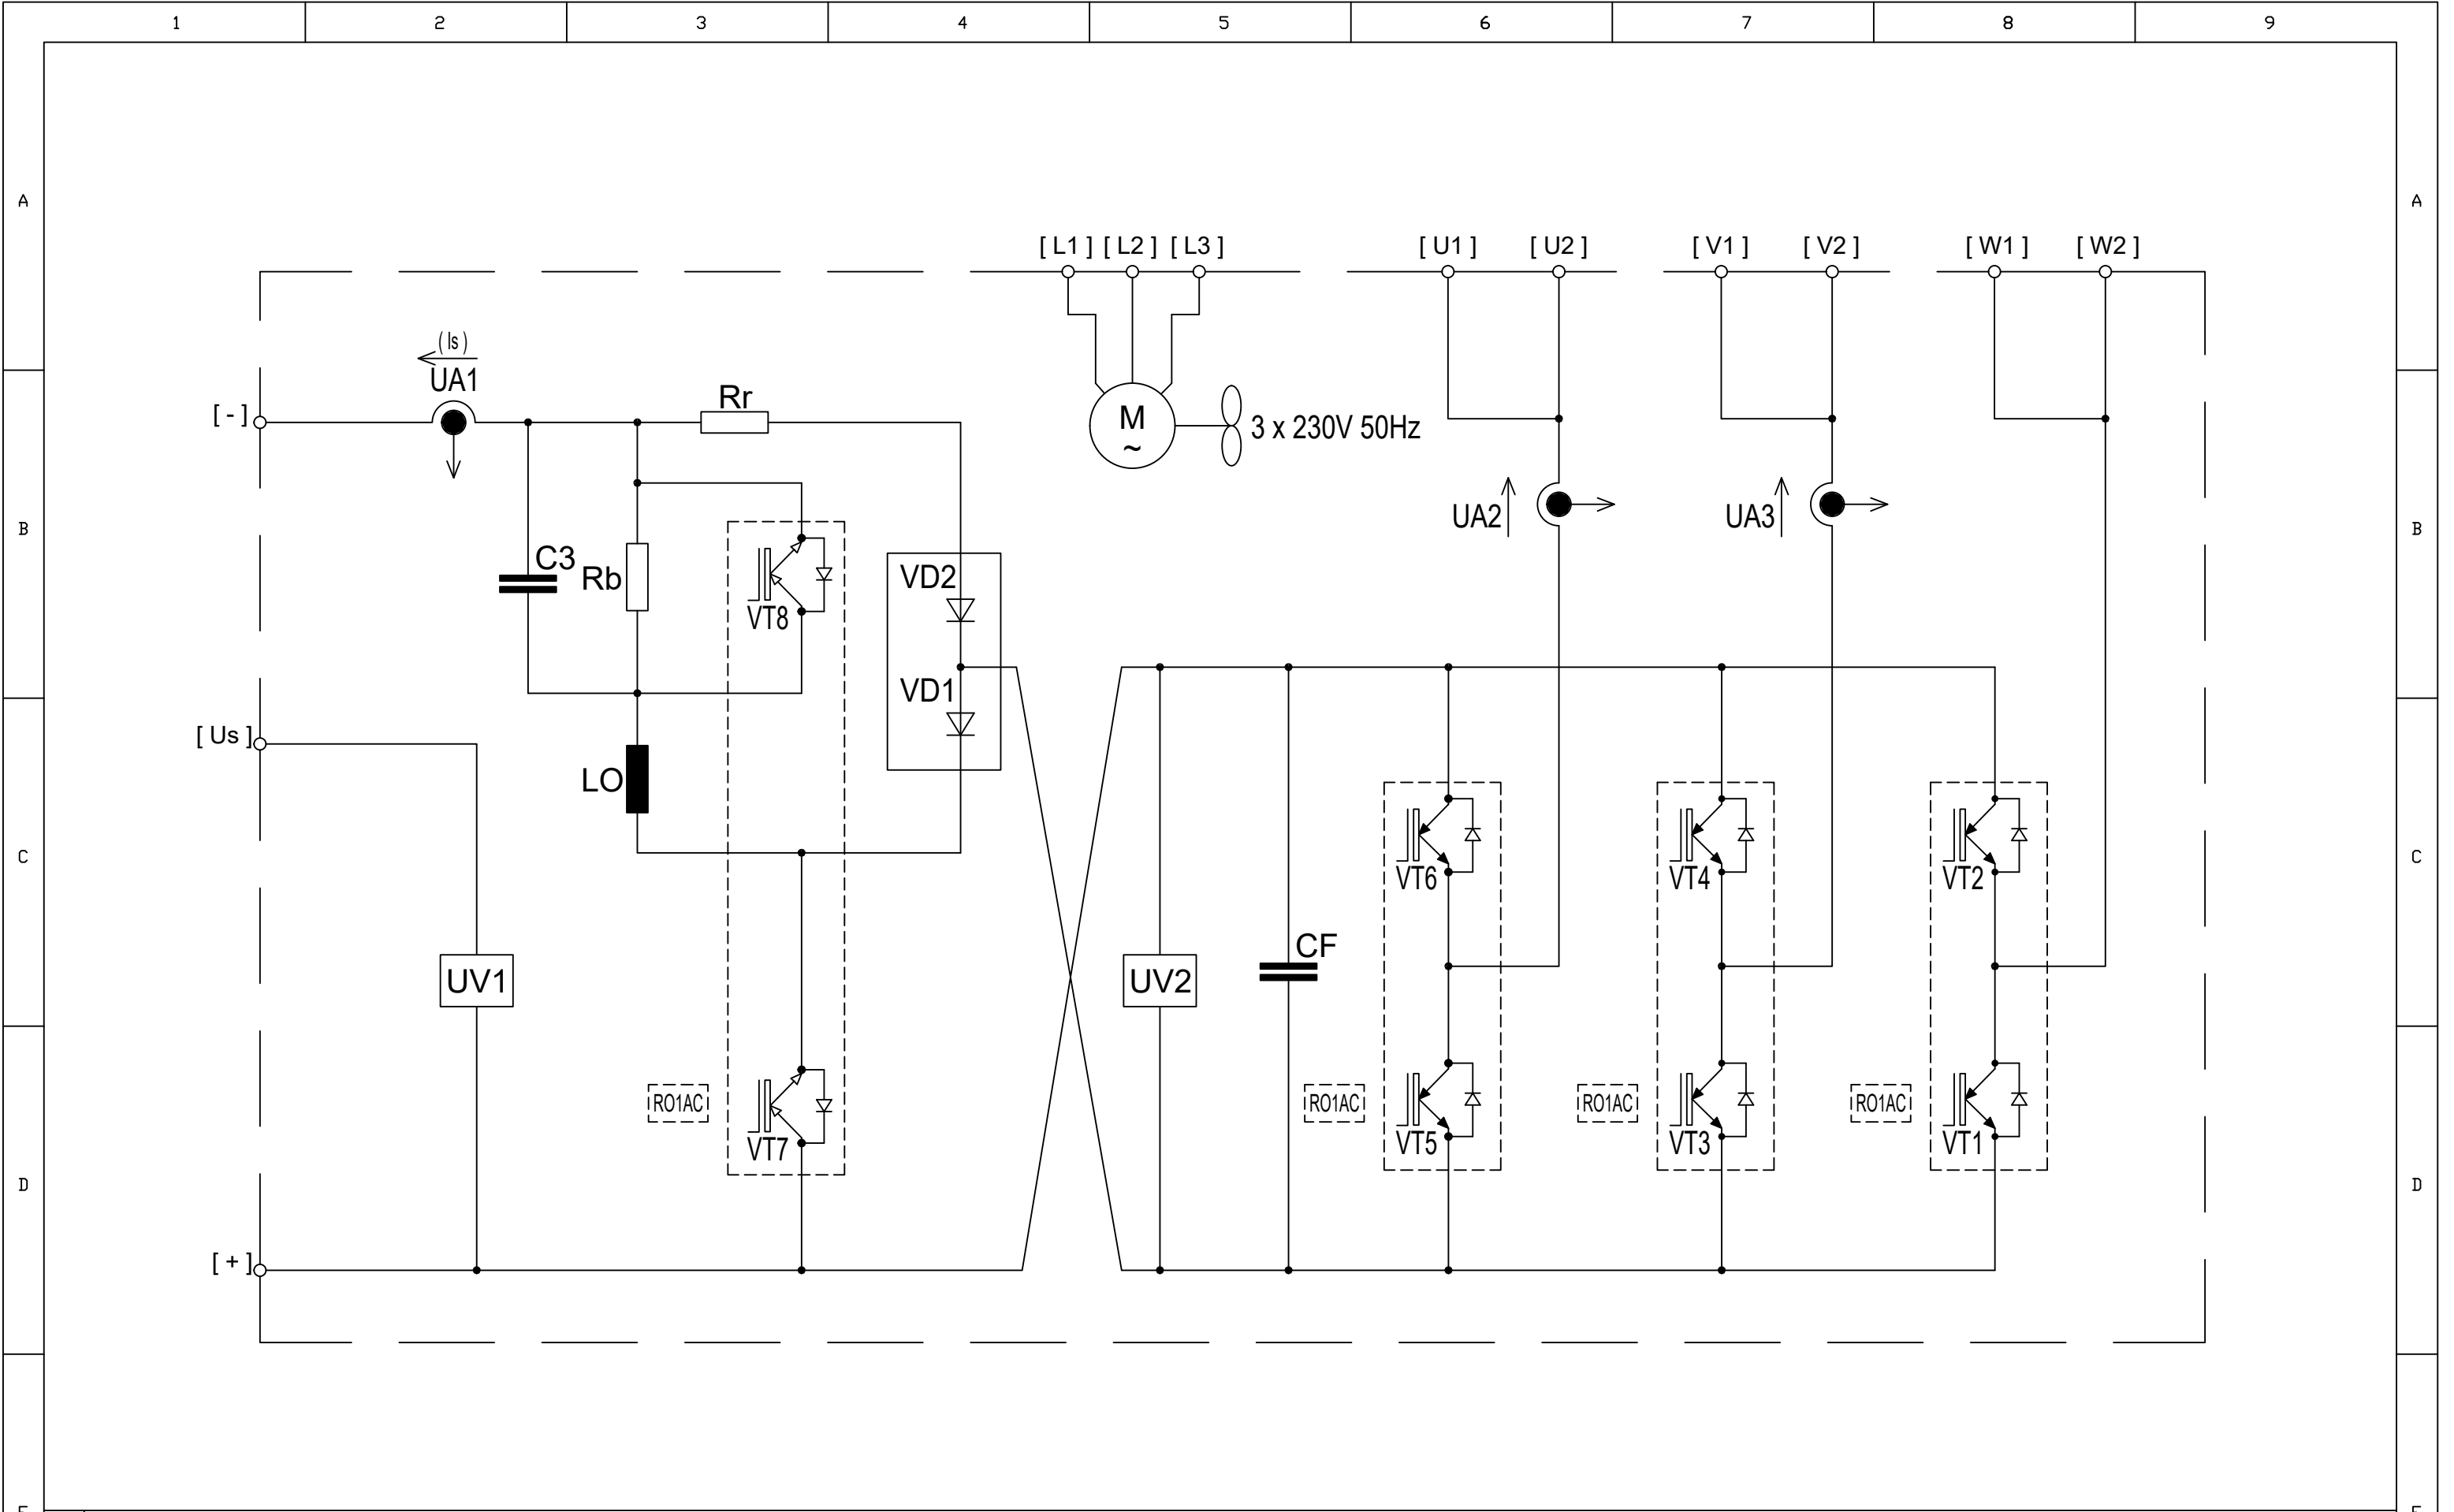 1 2 3 4 5 6 7 8 9
A A
[ L1 ] [ L2 ] [ L3 ] [ U1 ] [ U2 ] [ V1 ] [ V2 ] [ W1 ] [ W2 ]
( Is )
UA1
[ - ]
Rr
M
~
3 x 230V 50Hz
UA2
UA3
B B
C3
Rb
VT8
VD2
VD1
[ Us ]
LO
C C
VT6
VT4
VT2
CF
UV1
UV2
RO1AC
RO1AC
RO1AC
RO1AC
VT7
VT5
VT3
VT1
D D
[ + ]